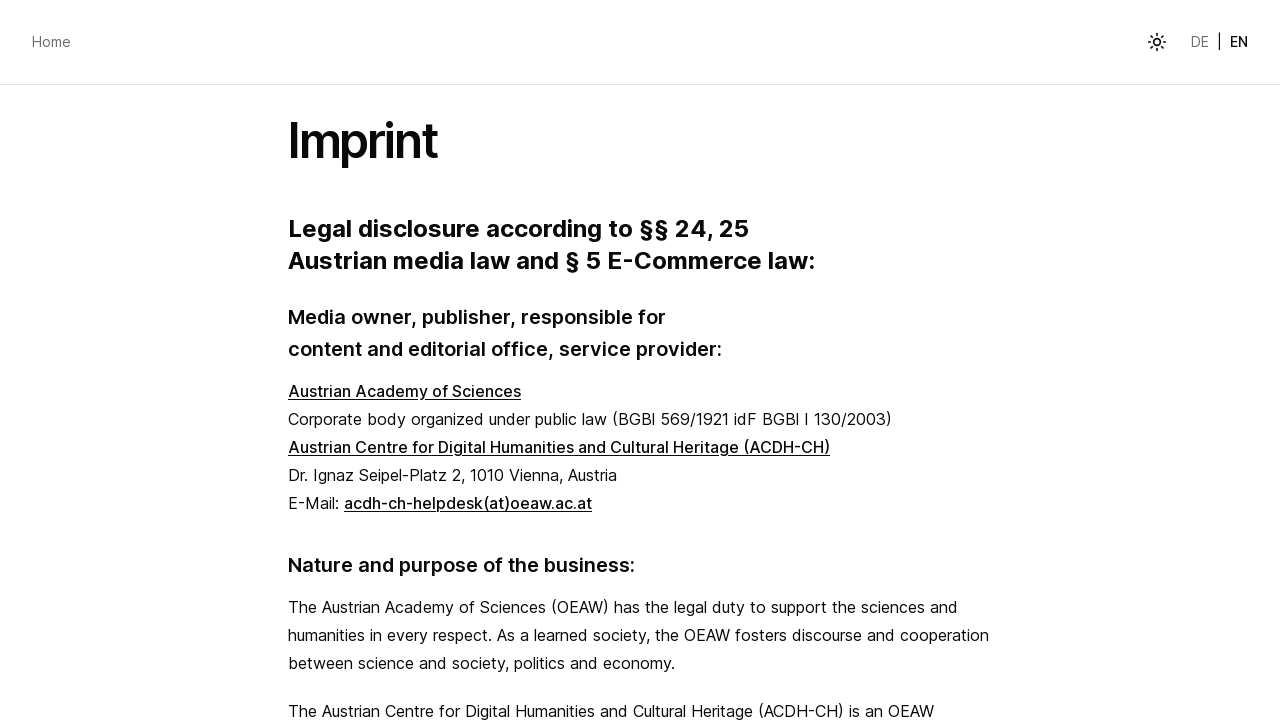 Home
DE | EN
Imprint
Legal disclosure according to §§ 24, 25
Austrian media law and § 5 E-Commerce law:
Media owner, publisher, responsible for
content and editorial office, service provider:
Austrian Academy of Sciences
Corporate body organized under public law (BGBl 569/1921 idF BGBl I 130/2003)
Austrian Centre for Digital Humanities and Cultural Heritage (ACDH-CH)
Dr. Ignaz Seipel-Platz 2, 1010 Vienna, Austria
E-Mail: acdh-ch-helpdesk(at)oeaw.ac.at
Nature and purpose of the business:
The Austrian Academy of Sciences (OEAW) has the legal duty to support the sciences and
humanities in every respect. As a learned society, the OEAW fosters discourse and cooperation
between science and society, politics and economy.
The Austrian Centre for Digital Humanities and Cultural Heritage (ACDH-CH) is an OEAW